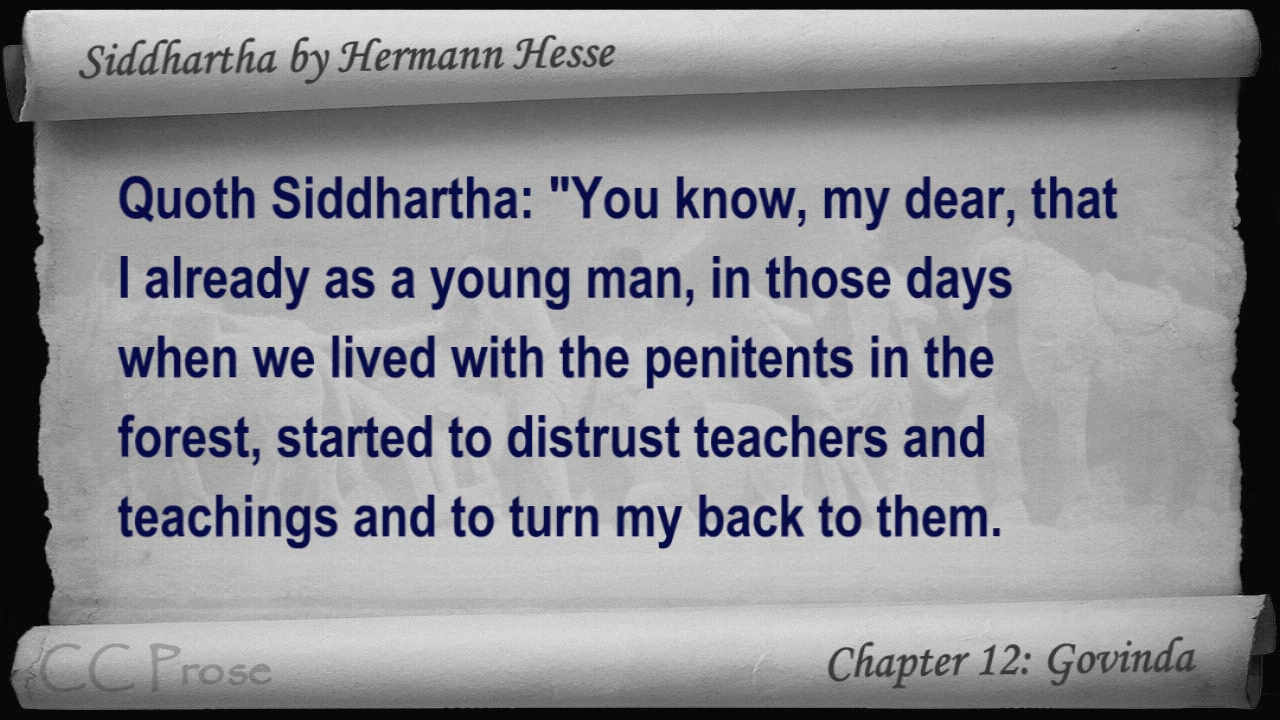 Siddhartha by Hermann Hesse
Quoth Siddhartha: "You know, my dear, that
I already as a young man, in those days
when we lived with the penitents in the
forest, started to distrust teachers and
teachings and to turn my back to them.
CC Prose
Chapter 12: Govinda